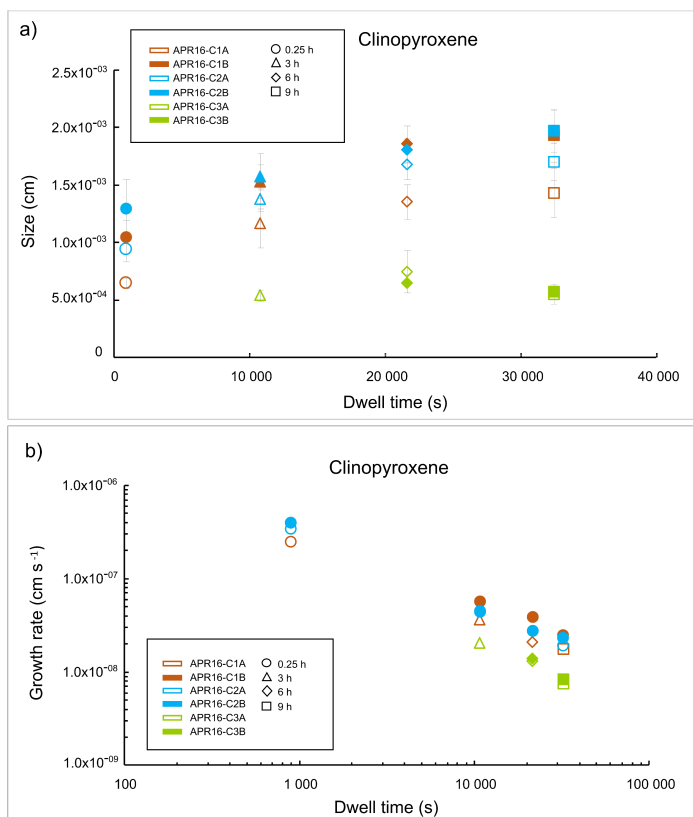 a)
Clinopyroxene
APR16-C1A
APR16-C1B
APR16-C2A
APR16-C2B
APR16-C3A
APR16-C3B
0.25 h
3 h
6 h
9 h
2.5x10⁻⁰³
2.0x10⁻⁰³
1.5x10⁻⁰³
1.0x10⁻⁰³
5.0x10⁻⁰⁴
0
Size (cm)
0 10 000 20 000 30 000 40 000
Dwell time (s)
b)
Clinopyroxene
1.0x10⁻⁰⁶
1.0x10⁻⁰⁷
1.0x10⁻⁰⁸
1.0x10⁻⁰⁹
Growth rate (cm s⁻¹)
APR16-C1A
APR16-C1B
APR16-C2A
APR16-C2B
APR16-C3A
APR16-C3B
0.25 h
3 h
6 h
9 h
100 1 000 10 000 100 000
Dwell time (s)